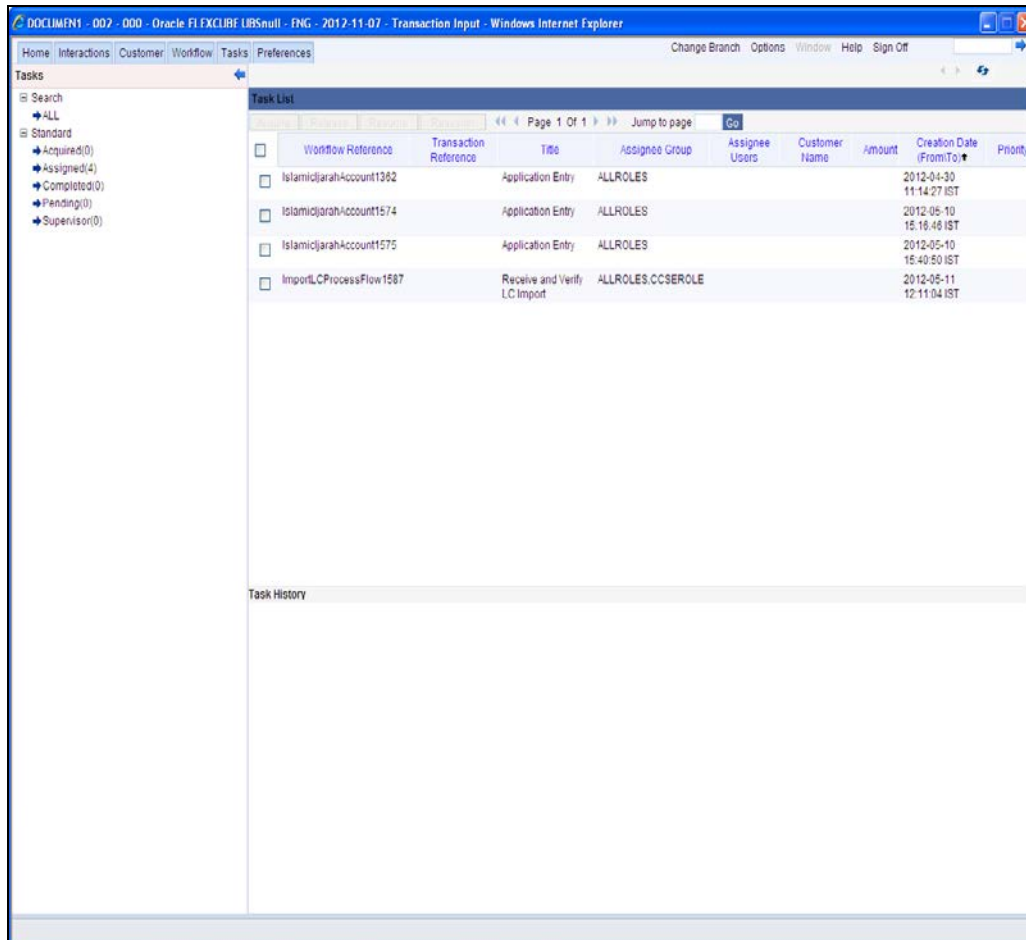 DOCUMENT1 - 002 - 000 - Oracle FLEXCUBE UBSnull - ENG - 2012-11-07 - Transaction Input - Windows Internet Explorer
Home Interactions Customer Workflow Tasks Preferences
Change Branch Options Window Help Sign Off
Tasks
Search
ALL
Standard
Acquired(0)
Assigned(4)
Completed(0)
Pending(0)
Supervisor(0)
Task List
Release
Page 1 Of 1 Jump to page Go
Workflow Reference Transaction Reference Title Assignee Group Assignee Users Customer Name Amount Creation Date (From\To) Priority
IslamicIjarahAccount1362 Application Entry ALLROLES 2012-04-30 11:14:27 IST
IslamicIjarahAccount1574 Application Entry ALLROLES 2012-05-10 15:16:46 IST
IslamicIjarahAccount1575 Application Entry ALLROLES 2012-05-10 15:40:50 IST
ImportLCProcessFlow1587 Receive and Verify LC Import ALLROLES,CCSEROLE 2012-05-11 12:11:04 IST
Task History